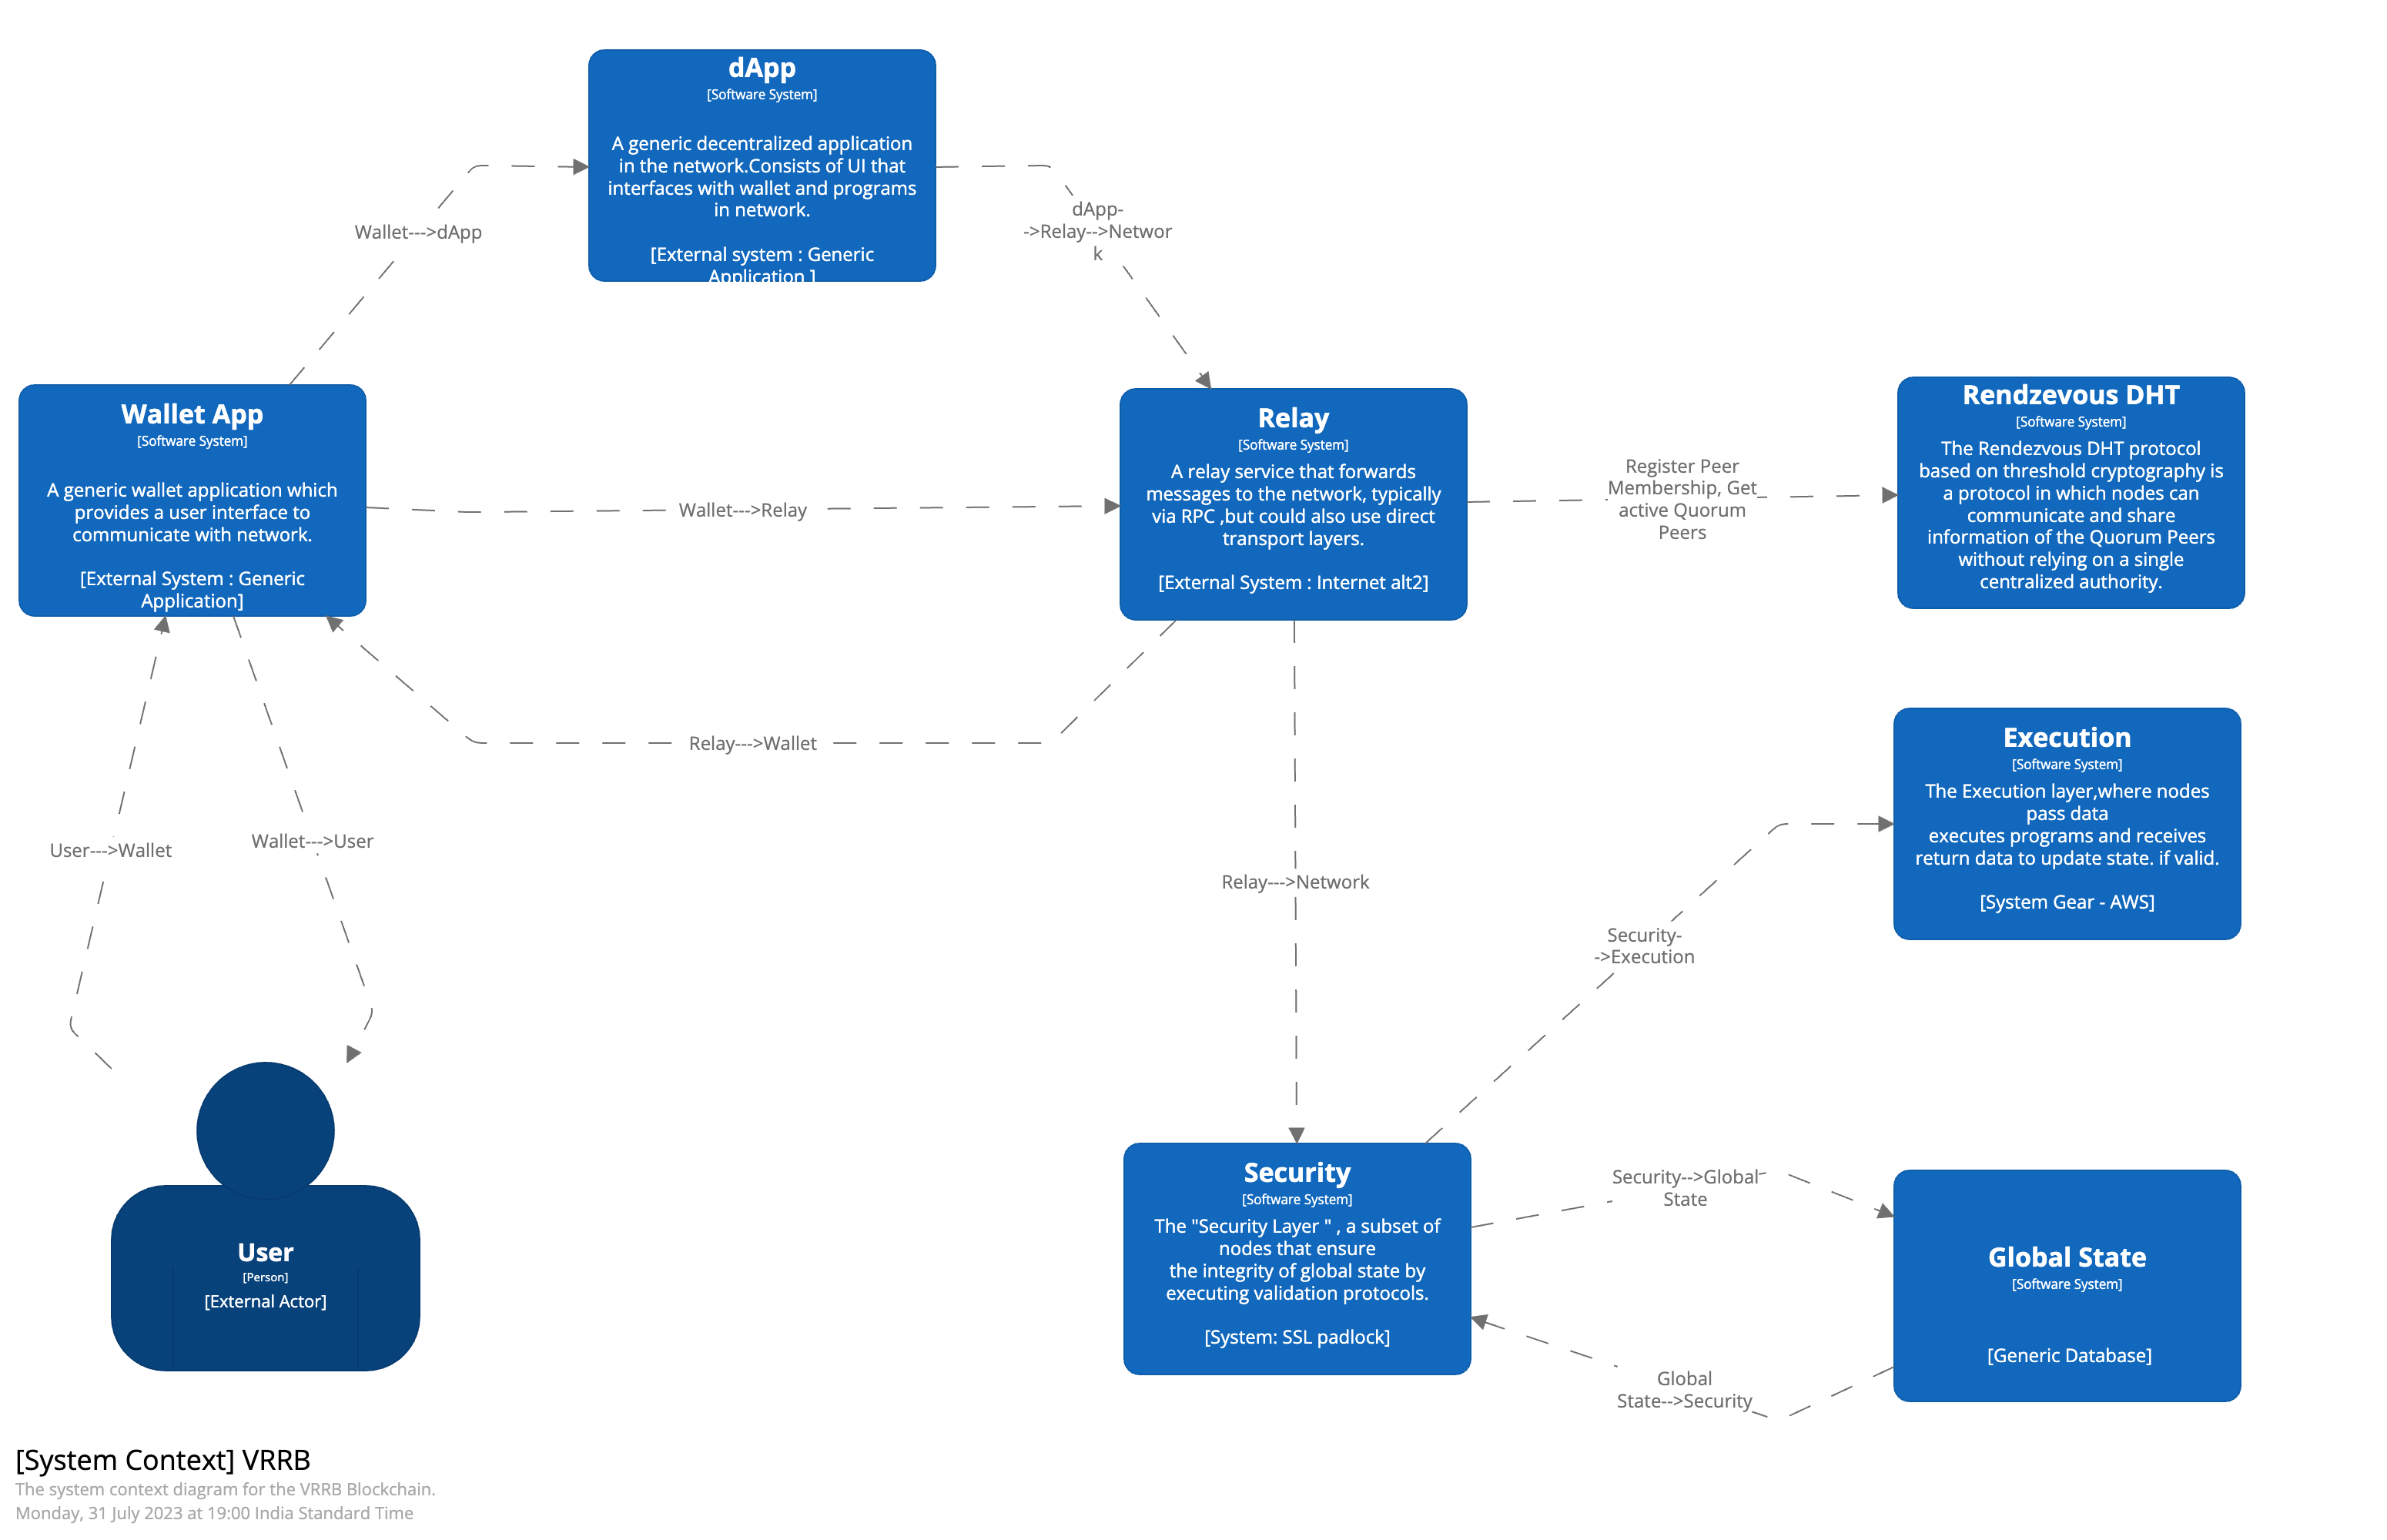 dApp
[Software System]
A generic decentralized application
in the network.Consists of UI that
interfaces with wallet and programs
in network.
[External system : Generic
Application ]
Wallet--->dApp
dApp-
->Relay-->Networ
k
Wallet App
[Software System]
A generic wallet application which
provides a user interface to
communicate with network.
[External System : Generic
Application]
Wallet--->Relay
Relay
[Software System]
A relay service that forwards
messages to the network, typically
via RPC ,but could also use direct
transport layers.
[External System : Internet alt2]
Register Peer
Membership, Get
active Quorum
Peers
Rendzevous DHT
[Software System]
The Rendezvous DHT protocol
based on threshold cryptography is
a protocol in which nodes can
communicate and share
information of the Quorum Peers
without relying on a single
centralized authority.
Relay--->Wallet
User--->Wallet
Wallet--->User
Relay--->Network
Execution
[Software System]
The Execution layer,where nodes
pass data
executes programs and receives
return data to update state. if valid.
[System Gear - AWS]
Security-
->Execution
User
[Person]
[External Actor]
Security
[Software System]
The "Security Layer " , a subset of
nodes that ensure
the integrity of global state by
executing validation protocols.
[System: SSL padlock]
Security-->Global
State
Global State
[Software System]
[Generic Database]
Global
State-->Security
[System Context] VRRB
The system context diagram for the VRRB Blockchain.
Monday, 31 July 2023 at 19:00 India Standard Time